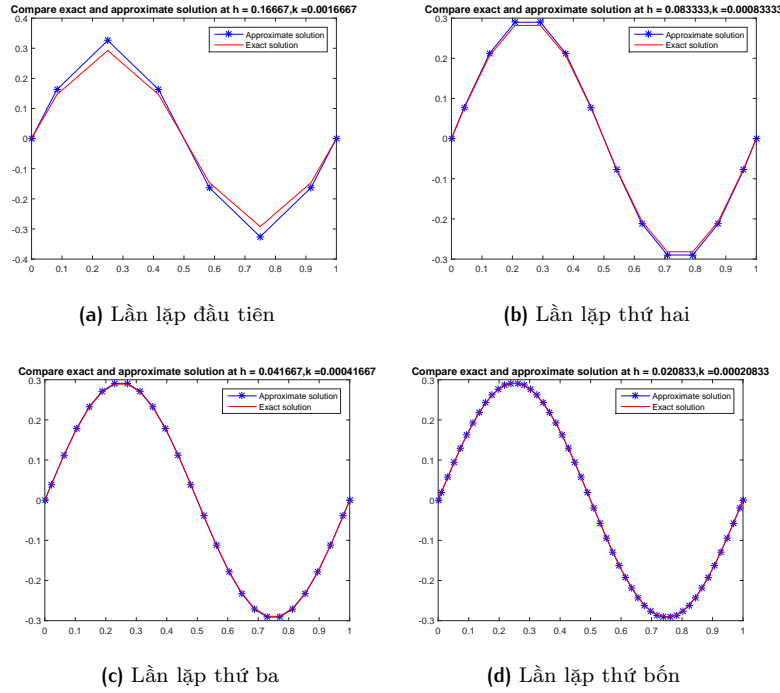 Compare exact and approximate solution at h = 0.16667,k =0.0016667
0.4
0.3
0.2
0.1
0
-0.1
-0.2
-0.3
-0.4
0 0.1 0.2 0.3 0.4 0.5 0.6 0.7 0.8 0.9 1
Approximate solution
Exact solution
(a) Lần lặp đầu tiên
Compare exact and approximate solution at h = 0.083333,k =0.00083333
0.3
0.2
0.1
0
-0.1
-0.2
-0.3
0 0.1 0.2 0.3 0.4 0.5 0.6 0.7 0.8 0.9 1
Approximate solution
Exact solution
(b) Lần lặp thứ hai
Compare exact and approximate solution at h = 0.041667,k =0.00041667
0.3
0.2
0.1
0
-0.1
-0.2
-0.3
0 0.1 0.2 0.3 0.4 0.5 0.6 0.7 0.8 0.9 1
Approximate solution
Exact solution
(c) Lần lặp thứ ba
Compare exact and approximate solution at h = 0.020833,k =0.00020833
0.3
0.2
0.1
0
-0.1
-0.2
-0.3
0 0.1 0.2 0.3 0.4 0.5 0.6 0.7 0.8 0.9 1
Approximate solution
Exact solution
(d) Lần lặp thứ bốn